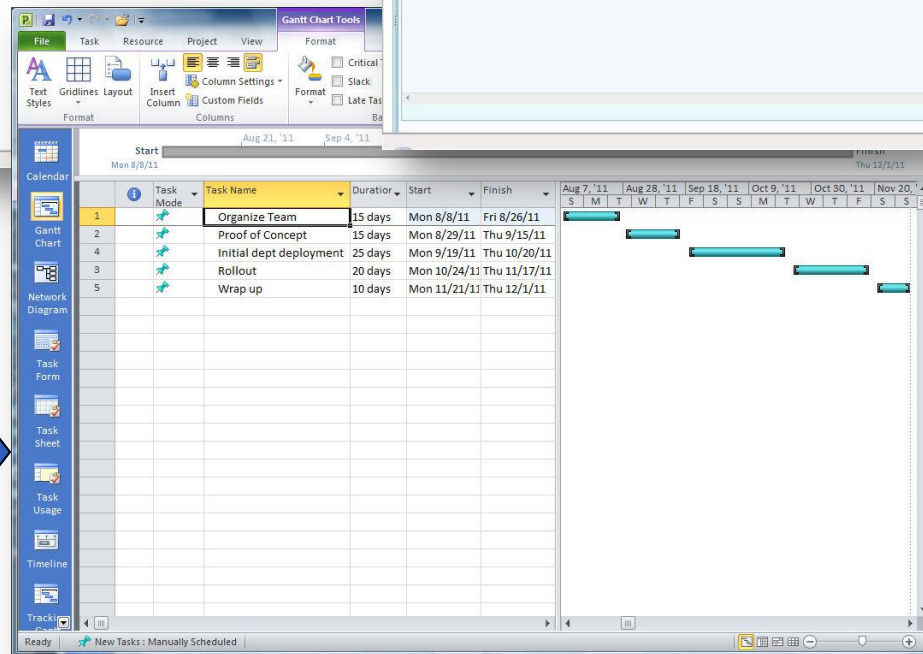 Gantt Chart Tools
File Task Resource Project View Format
Text Styles
Gridlines
Layout
Format
Insert Column
Column Settings
Custom Fields
Columns
Format
Critical
Slack
Late Tas
Ba
Aug 21, '11 Sep 4, '11
Start
Mon 8/8/11
Finish
Thu 12/1/11
Calendar
Gantt Chart
Network Diagram
Task Form
Task Sheet
Task Usage
Timeline
Tracki
Task Mode Task Name Duration Start Finish
Aug 7, '11 Aug 28, '11 Sep 18, '11 Oct 9, '11 Oct 30, '11 Nov 20, '
S M T W T F S S M T W T F S S
1 Organize Team 15 days Mon 8/8/11 Fri 8/26/11
2 Proof of Concept 15 days Mon 8/29/11 Thu 9/15/11
4 Initial dept deployment 25 days Mon 9/19/11 Thu 10/20/11
3 Rollout 20 days Mon 10/24/11 Thu 11/17/11
5 Wrap up 10 days Mon 11/21/11 Thu 12/1/11
Ready New Tasks : Manually Scheduled